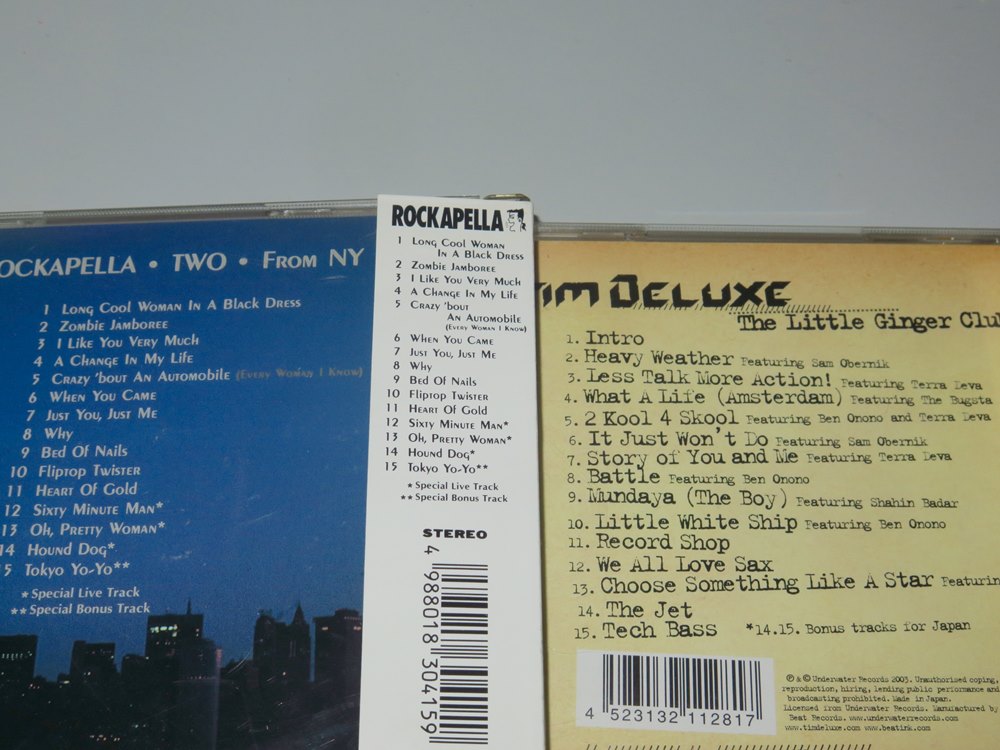 OCKAPELLA • TWO • FROM NY
1 LONG COOL WOMAN IN A BLACK DRESS
2 ZOMBIE JAMBOREE
3 I LIKE YOU VERY MUCH
4 A CHANGE IN MY LIFE
5 CRAZY 'BOUT AN AUTOMOBILE (EVERY WOMAN I KNOW)
6 WHEN YOU CAME
7 JUST YOU, JUST ME
8 WHY
9 BED OF NAILS
10 FLIPTOP TWISTER
11 HEART OF GOLD
12 SIXTY MINUTE MAN*
13 OH, PRETTY WOMAN*
14 HOUND DOG*
5 TOKYO YO-YO**
* Special Live Track
** Special Bonus Track
ROCKAPELLA
1 LONG COOL WOMAN
IN A BLACK DRESS
2 ZOMBIE JAMBOREE
3 I LIKE YOU VERY MUCH
4 A CHANGE IN MY LIFE
5 CRAZY 'BOUT
AN AUTOMOBILE
(EVERY WOMAN I KNOW)
6 WHEN YOU CAME
7 JUST YOU, JUST ME
8 WHY
9 BED OF NAILS
10 FLIPTOP TWISTER
11 HEART OF GOLD
12 SIXTY MINUTE MAN*
13 OH, PRETTY WOMAN*
14 HOUND DOG*
15 TOKYO YO-YO**
* Special Live Track
** Special Bonus Track
STEREO
4 988018 304159
TIM DELUXE
The Little Ginger Clu
1. Intro
2. Heavy Weather Featuring Sam Obernik
3. Less Talk More Action! Featuring Terra Deva
4. What A Life (Amsterdam) Featuring The Bugsta
5. 2 Kool 4 Skool Featuring Ben Onono and Terra Deva
6. It Just Won't Do Featuring Sam Obernik
7. Story of You and Me Featuring Terra Deva
8. Battle Featuring Ben Onono
9. Mundaya (The Boy) Featuring Shahin Badar
10. Little White Ship Featuring Ben Onono
11. Record Shop
12. We All Love Sax
13. Choose Something Like A Star Featurin
14. The Jet
15. Tech Bass *14.15. Bonus tracks for Japan
4 523132 112817
℗ & © Underwater Records 2003. Unauthorised coping,
reproduction, hiring, lending public performance and
broadcasting prohibited. Made in Japan.
Licensed from Underwater Records. Manufactured by
Beat Records. www.underwaterrecords.com
www.timdeluxe.com www.beatink.com